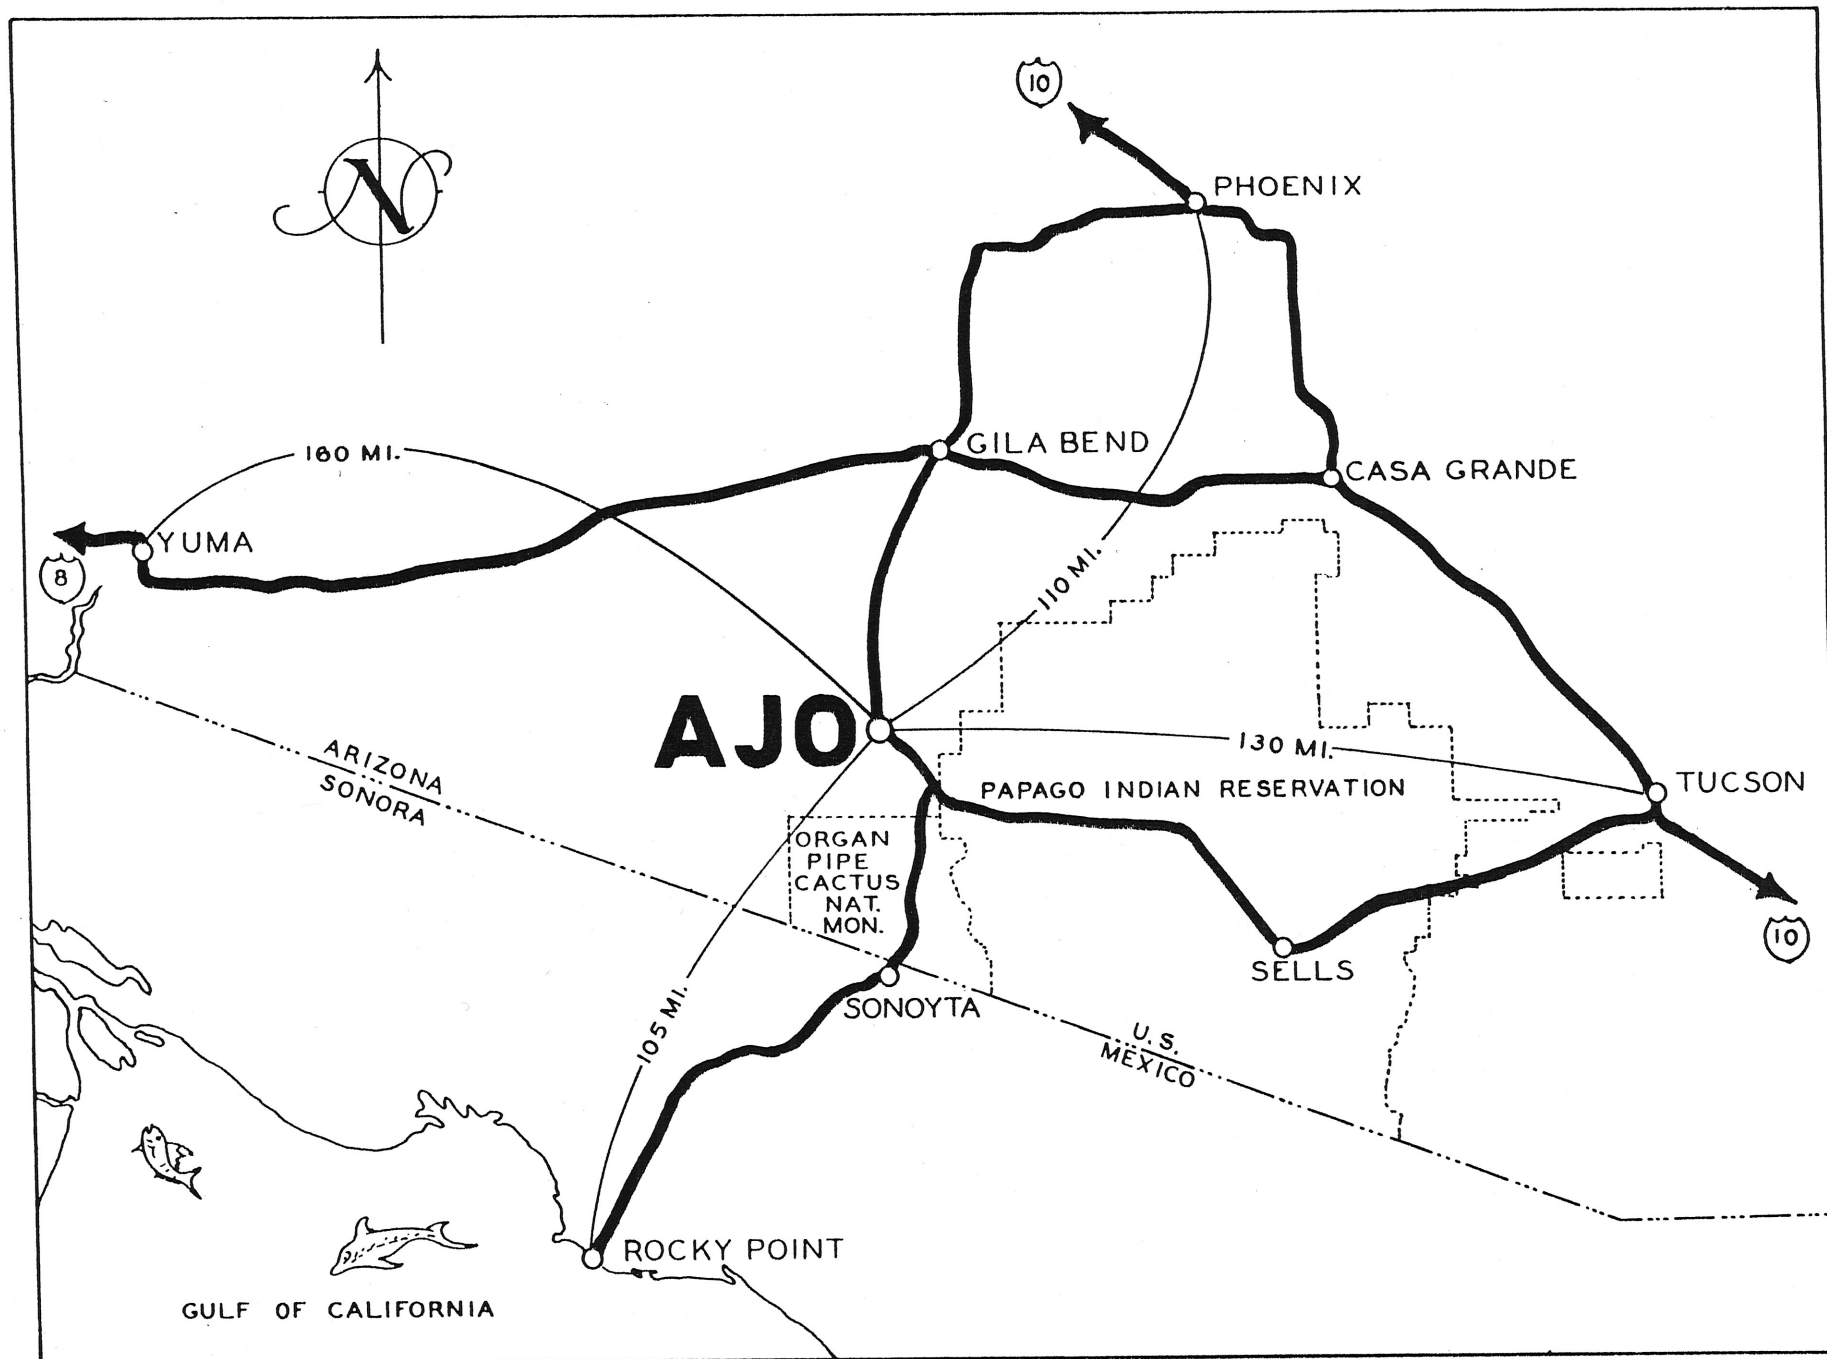 10
N
PHOENIX
GILA BEND
160 MI.
CASA GRANDE
YUMA
8
110 MI.
AJO
130 MI.
ARIZONA
SONORA
TUCSON
PAPAGO INDIAN RESERVATION
ORGAN
PIPE
CACTUS
NAT.
MON.
10
SELLS
SONOYTA
105 MI.
U. S.
MEXICO
ROCKY POINT
GULF OF CALIFORNIA